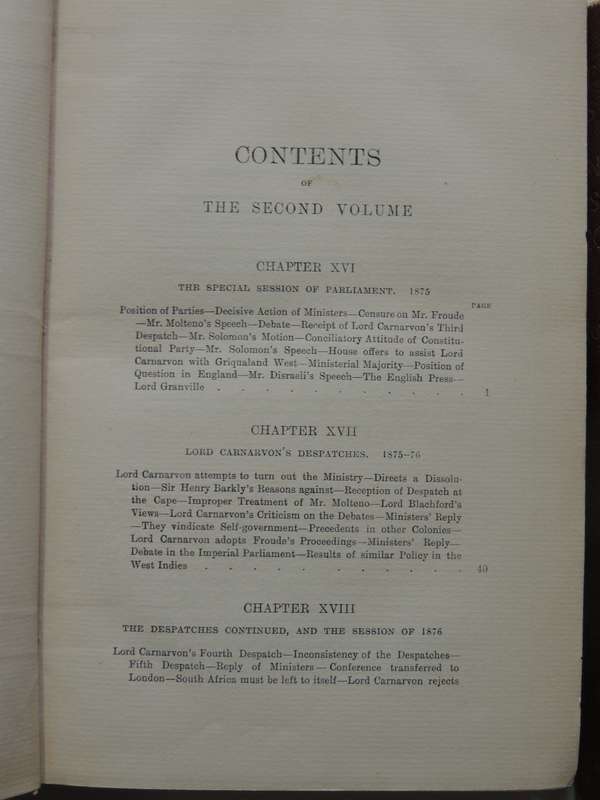 CONTENTS
OF
THE SECOND VOLUME
CHAPTER XVI
THE SPECIAL SESSION OF PARLIAMENT. 1875
PAGE
Position of Parties—Decisive Action of Ministers—Censure on Mr. Froude
—Mr. Molteno's Speech—Debate—Receipt of Lord Carnarvon's Third
Despatch—Mr. Solomon's Motion—Conciliatory Attitude of Constitu-
tional Party—Mr. Solomon's Speech—House offers to assist Lord
Carnarvon with Griqualand West—Ministerial Majority—Position of
Question in England—Mr. Disraeli's Speech—The English Press—
Lord Granville . . . . . . . . . . 1
CHAPTER XVII
LORD CARNARVON'S DESPATCHES. 1875-76
Lord Carnarvon attempts to turn out the Ministry—Directs a Dissolu-
tion—Sir Henry Barkly's Reasons against—Reception of Despatch at
the Cape—Improper Treatment of Mr. Molteno—Lord Blachford's
Views—Lord Carnarvon's Criticism on the Debates—Ministers' Reply
—They vindicate Self-government—Precedents in other Colonies—
Lord Carnarvon adopts Froude's Proceedings—Ministers' Reply—
Debate in the Imperial Parliament—Results of similar Policy in the
West Indies . . . . . . . . . . 40
CHAPTER XVIII
THE DESPATCHES CONTINUED, AND THE SESSION OF 1876
Lord Carnarvon's Fourth Despatch—Inconsistency of the Despatches—
Fifth Despatch—Reply of Ministers—Conference transferred to
London—South Africa must be left to itself—Lord Carnarvon rejects